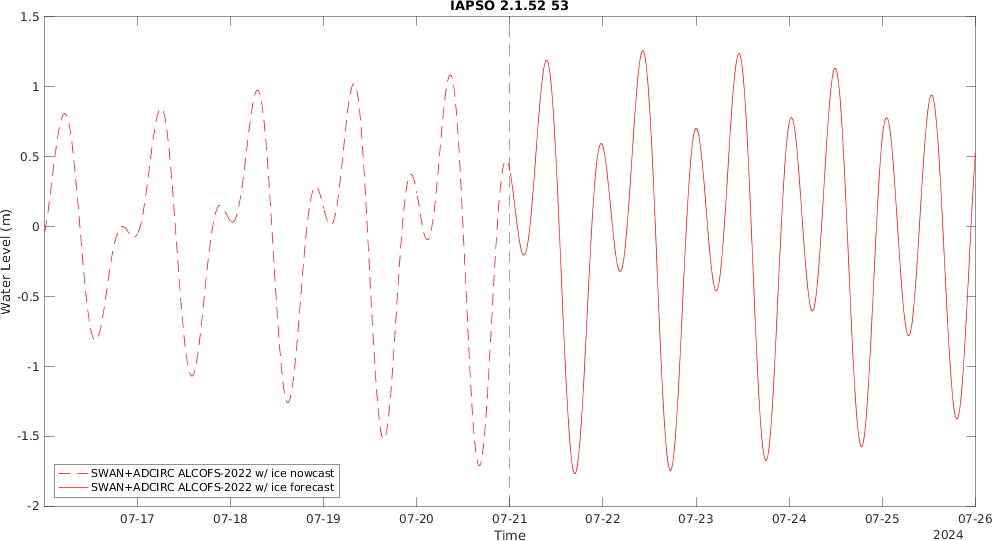 IAPSO 2.1.52 53
1.5
1
0.5
0
-0.5
-1
-1.5
-2
Water Level (m)
SWAN+ADCIRC ALCOFS-2022 w/ ice nowcast
SWAN+ADCIRC ALCOFS-2022 w/ ice forecast
07-17 07-18 07-19 07-20 07-21 07-22 07-23 07-24 07-25 07-26
Time
2024